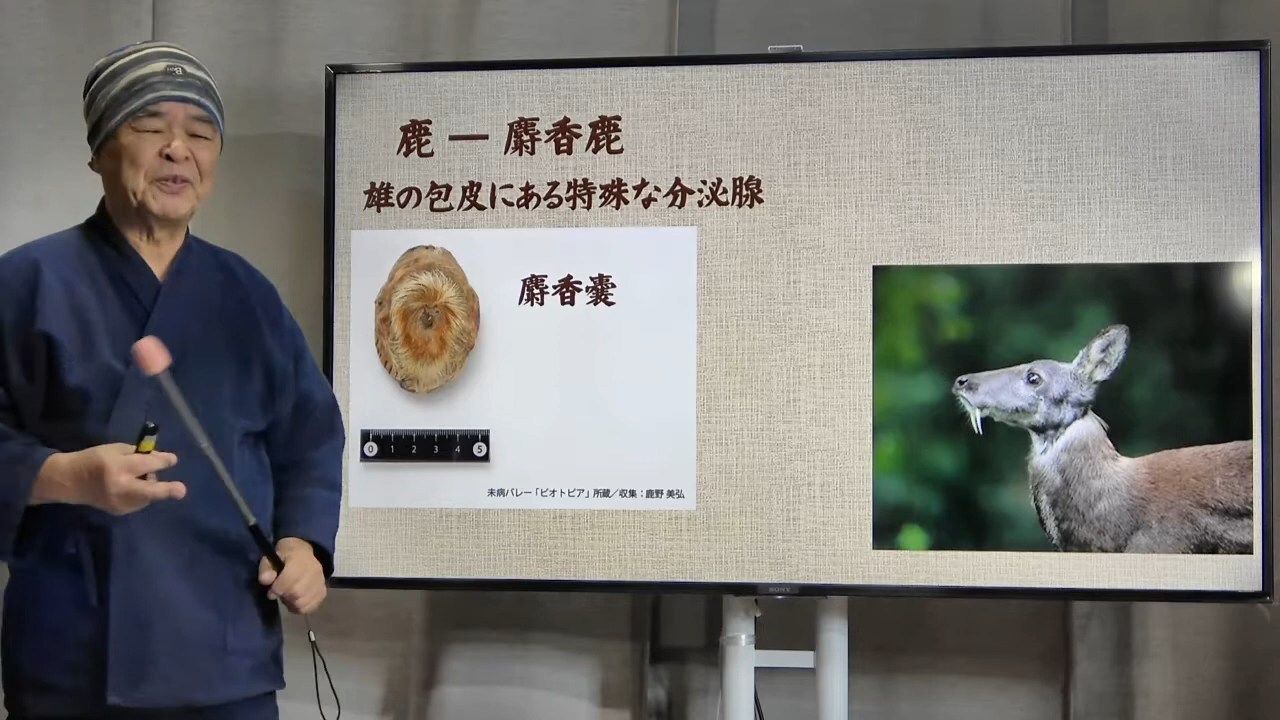 鹿 ― 麝香鹿
雄の包皮にある特殊な分泌腺
麝香嚢
0 1 2 3 4 5
未病バレー「ビオトピア」所蔵/収集：鹿野 美弘
SONY